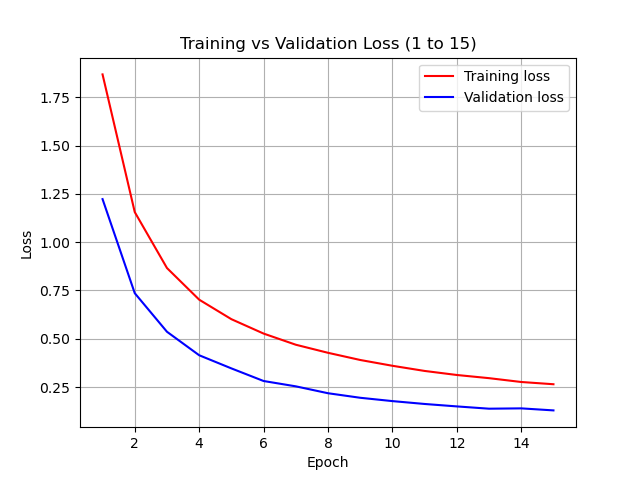 Training vs Validation Loss (1 to 15)
Training loss
Validation loss
1.75
1.50
1.25
1.00
0.75
0.50
0.25
Loss
2 4 6 8 10 12 14
Epoch